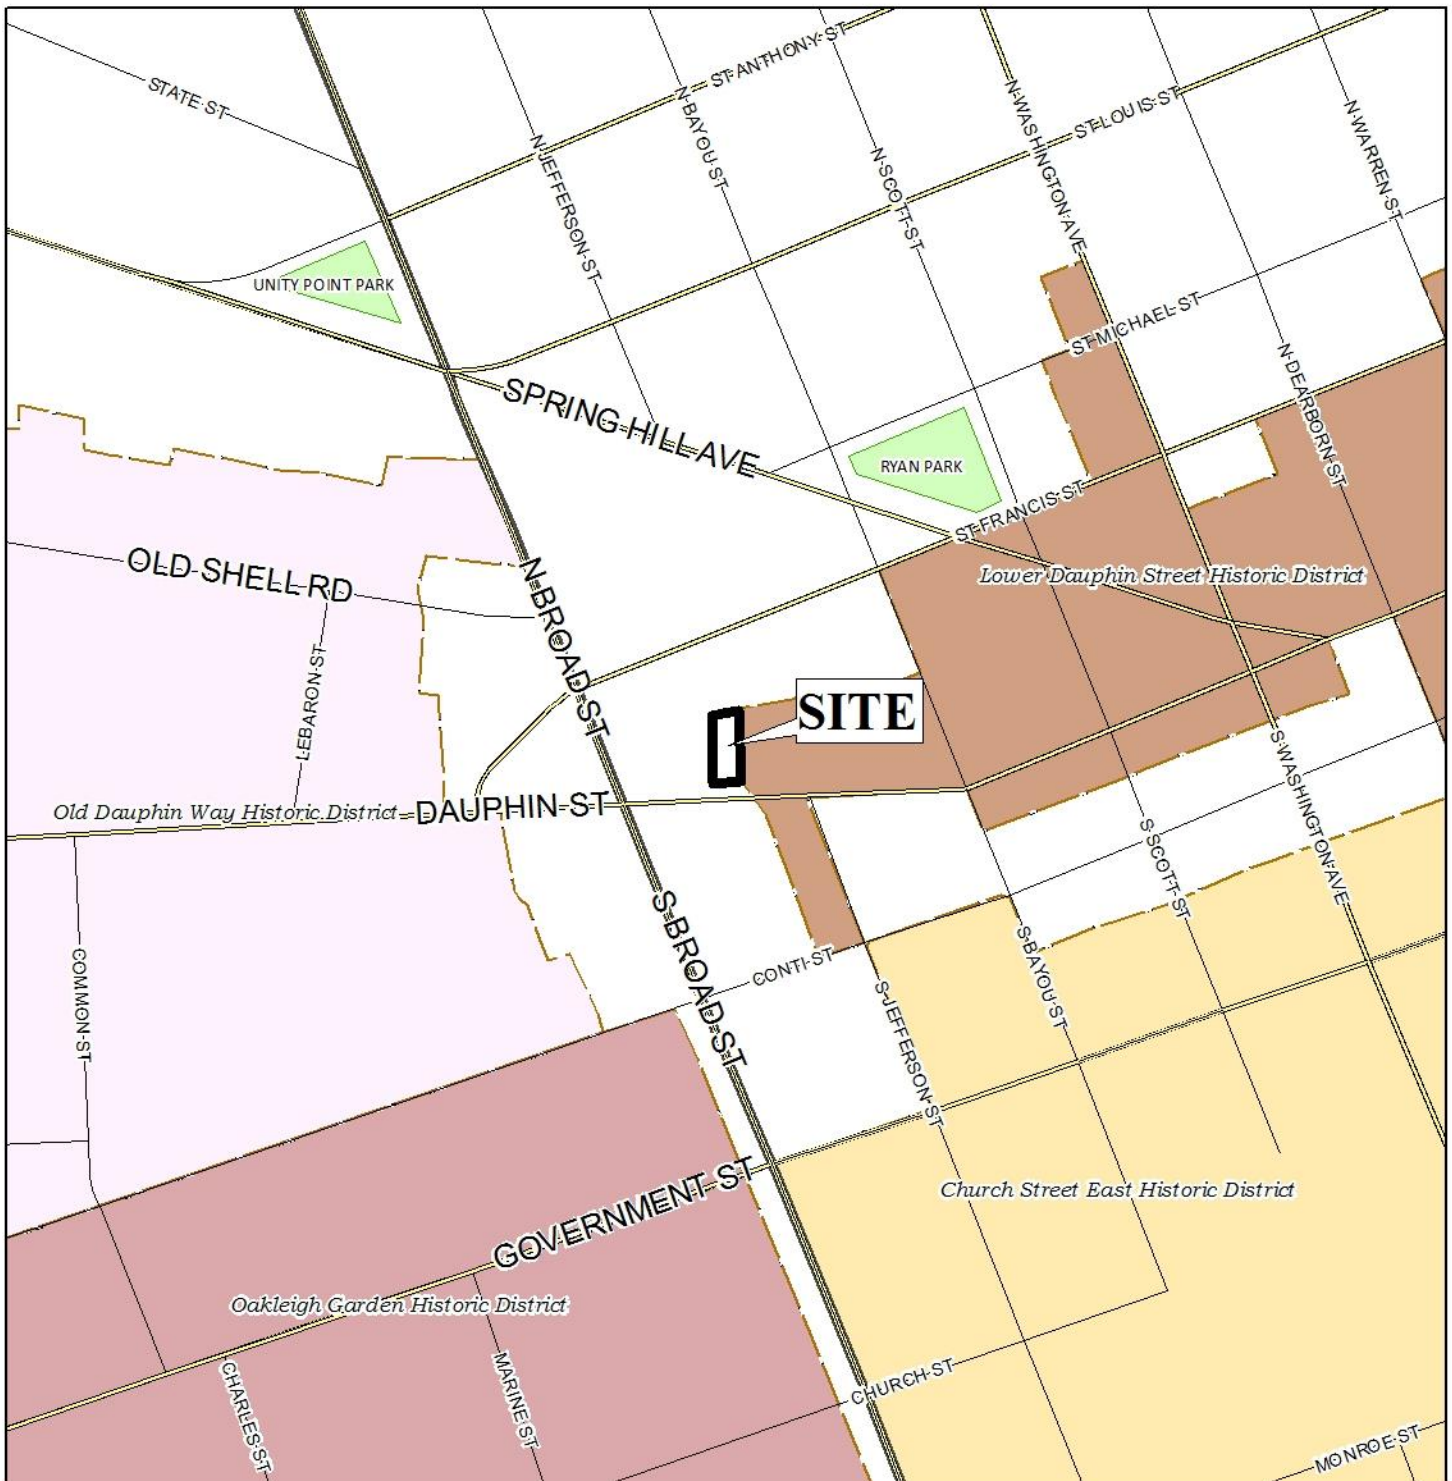 STATE ST
ST ANTHONY ST
N JEFFERSON ST
N BAYOU ST
N SCOTT ST
N WASHINGTON AVE
ST LOUIS ST
N WARREN ST
UNITY POINT PARK
ST MICHAEL ST
SPRING HILL AVE
N DEARBORN ST
RYAN PARK
ST FRANCIS ST
OLD SHELL RD
N BROAD ST
Lower Dauphin Street Historic District
LEBARON ST
SITE
Old Dauphin Way Historic District
DAUPHIN ST
S WASHINGTON AVE
S SCOTT ST
S BROAD ST
COMMON ST
CONTI ST
S BAYOU ST
S JEFFERSON ST
GOVERNMENT ST
Church Street East Historic District
Oakleigh Garden Historic District
CHARLES ST
MARINE ST
CHURCH ST
MONROE ST